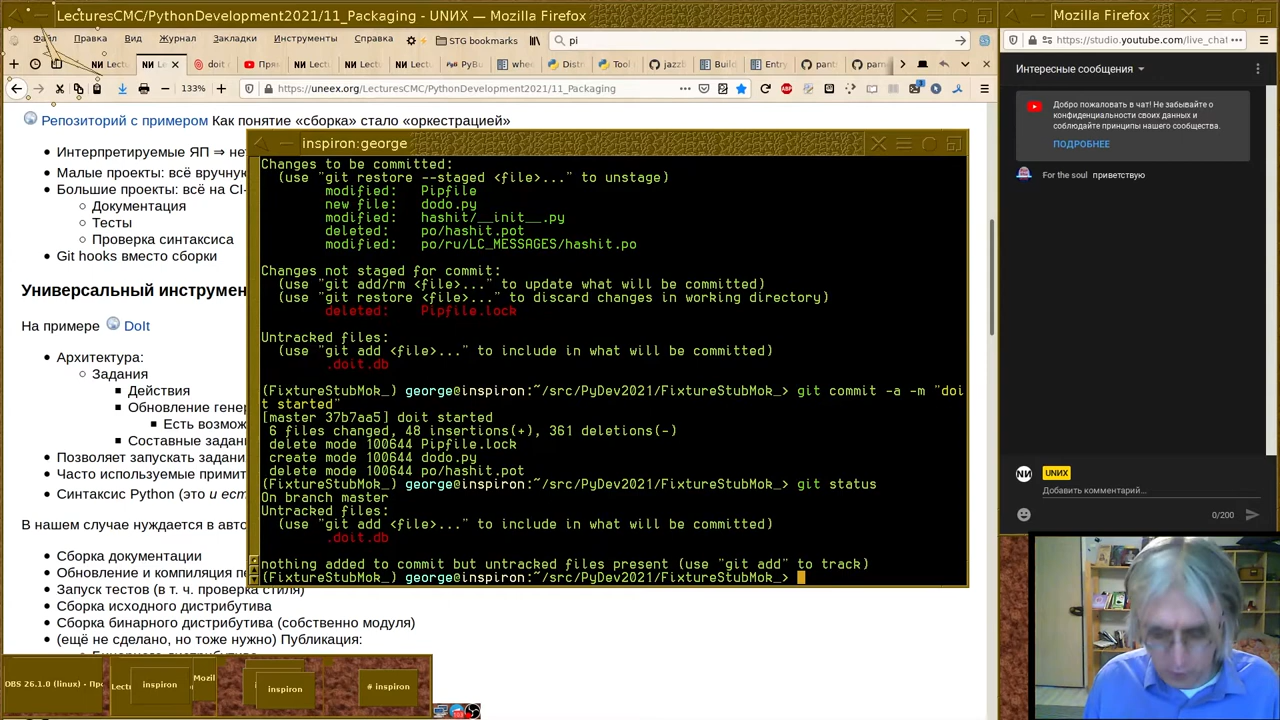 LecturesCMC/PythonDevelopment2021/11_Packaging - UNИX — Mozilla Firefox
Файл Правка Вид Журнал Закладки Инструменты Справка STG bookmarks pi
133% https://uneex.org/LecturesCMC/PythonDevelopment2021/11_Packaging
Репозиторий с примером Как понятие «сборка» стало «оркестрацией»
Интерпретируемые ЯП ⇒ не
Малые проекты: всё вручную
Большие проекты: всё на CI-
Документация
Тесты
Проверка синтаксиса
Git hooks вместо сборки
Универсальный инструмен
На примере DoIt
Архитектура:
Задания
Действия
Обновление генер
Есть возмож
Составные задан
Позволяет запускать задани
Часто используемые примит
Синтаксис Python (это и ест
В нашем случае нуждается в авто
Сборка документации
Обновление и компиляция по
Запуск тестов (в т. ч. проверка стиля)
Сборка исходного дистрибутива
Сборка бинарного дистрибутива (собственно модуля)
(ещё не сделано, но тоже нужно) Публикация:
inspiron:george
Changes to be committed:
(use "git restore --staged <file>..." to unstage)
modified: Pipfile
new file: dodo.py
modified: hashit/__init__.py
deleted: po/hashit.pot
modified: po/ru/LC_MESSAGES/hashit.po
Changes not staged for commit:
(use "git add/rm <file>..." to update what will be committed)
(use "git restore <file>..." to discard changes in working directory)
deleted: Pipfile.lock
Untracked files:
(use "git add <file>..." to include in what will be committed)
.doit.db
(FixtureStubMok_) george@inspiron:~/src/PyDev2021/FixtureStubMok_> git commit -a -m "doi
t started"
[master 37b7aa5] doit started
6 files changed, 48 insertions(+), 361 deletions(-)
delete mode 100644 Pipfile.lock
create mode 100644 dodo.py
delete mode 100644 po/hashit.pot
(FixtureStubMok_) george@inspiron:~/src/PyDev2021/FixtureStubMok_> git status
On branch master
Untracked files:
(use "git add <file>..." to include in what will be committed)
.doit.db
nothing added to commit but untracked files present (use "git add" to track)
(FixtureStubMok_) george@inspiron:~/src/PyDev2021/FixtureStubMok_>
OBS 26.1.0 (linux) - Пр
inspiron
Mozil
inspiron
# inspiron
Mozilla Firefox
https://studio.youtube.com/live_chat
Интересные сообщения
Добро пожаловать в чат! Не забывайте о
конфиденциальности своих данных и
соблюдайте принципы нашего сообщества.
ПОДРОБНЕЕ
For the soul приветствую
NИ UNИX
Добавить комментарий...
0/200